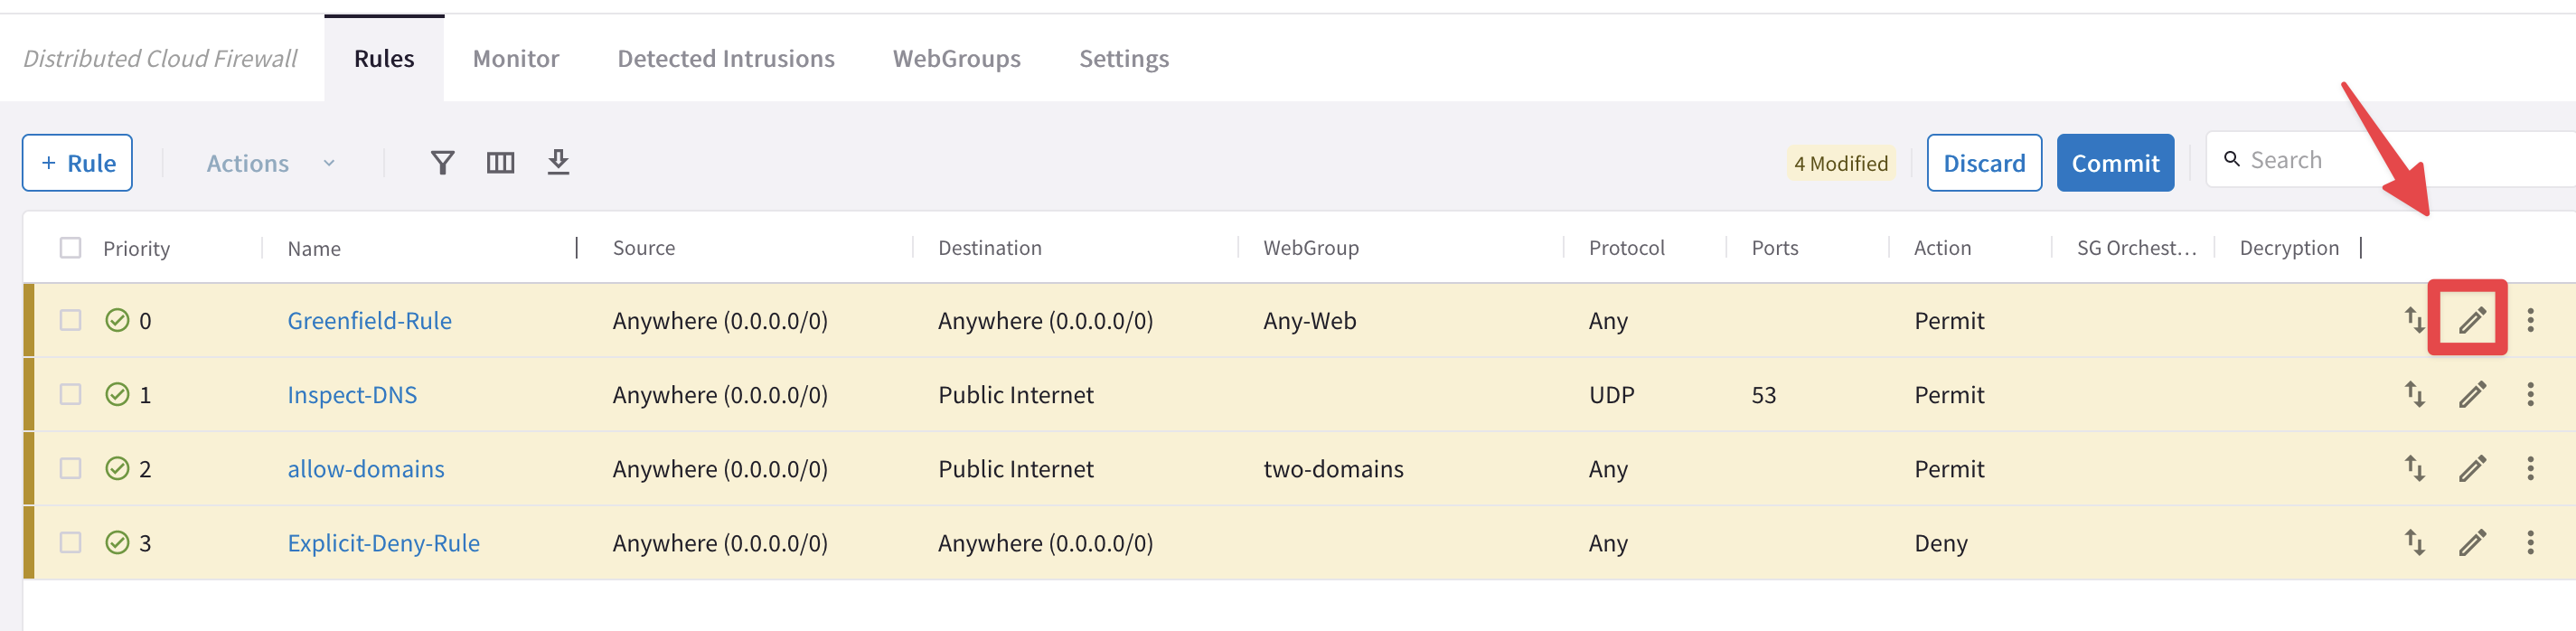 Distributed Cloud Firewall Rules Monitor Detected Intrusions WebGroups Settings
+ Rule Actions 4 Modified Discard Commit Search
Priority Name Source Destination WebGroup Protocol Ports Action SG Orchest... Decryption
0 Greenfield-Rule Anywhere (0.0.0.0/0) Anywhere (0.0.0.0/0) Any-Web Any Permit
1 Inspect-DNS Anywhere (0.0.0.0/0) Public Internet UDP 53 Permit
2 allow-domains Anywhere (0.0.0.0/0) Public Internet two-domains Any Permit
3 Explicit-Deny-Rule Anywhere (0.0.0.0/0) Anywhere (0.0.0.0/0) Any Deny